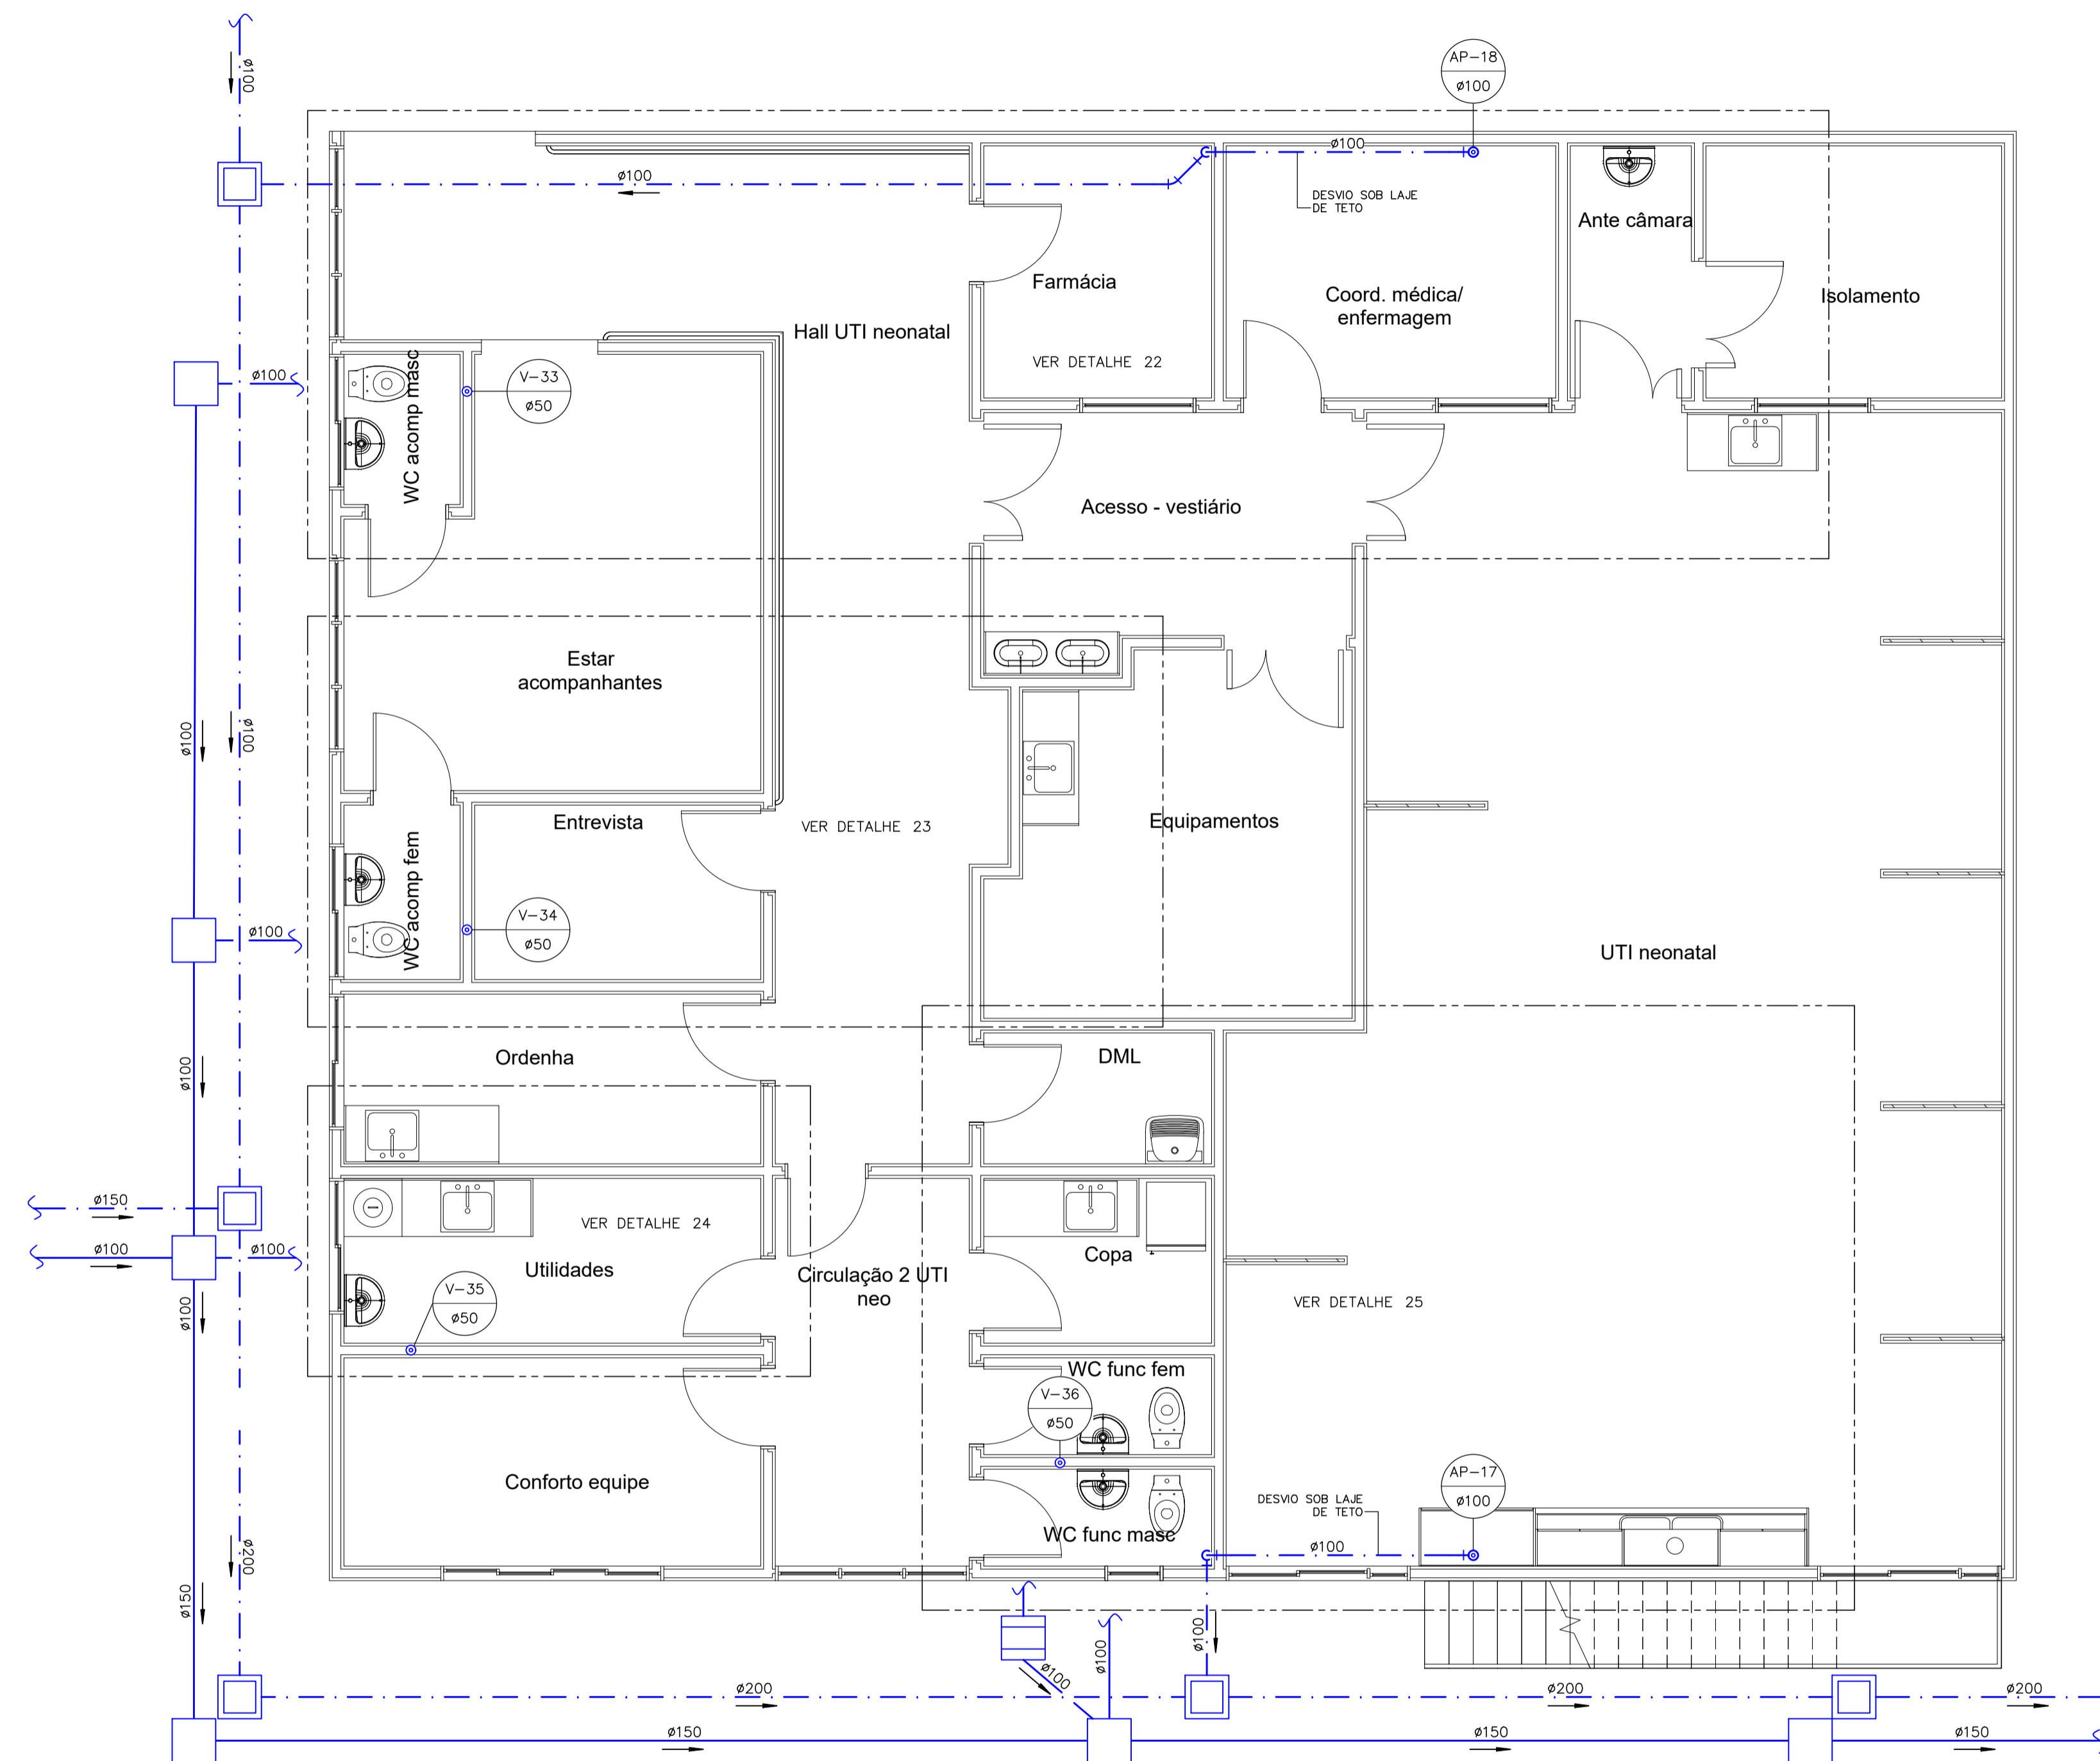 AP-18
ø100
ø100
ø100
ø100
DESVIO SOB LAJE
DE TETO
Ante câmara
Farmácia
Coord. médica/
enfermagem
Isolamento
Hall UTI neonatal
VER DETALHE 22
ø100
WC acomp masc
V-33
ø50
Acesso - vestiário
Estar
acompanhantes
ø100
ø100
Entrevista
VER DETALHE 23
Equipamentos
WC acomp fem
V-34
ø50
ø100
UTI neonatal
Ordenha
DML
ø100
ø150
VER DETALHE 24
ø100
ø100
Utilidades
Copa
Circulação 2 UTI
neo
V-35
ø50
ø100
VER DETALHE 25
WC func fem
V-36
ø50
Conforto equipe
AP-17
ø100
DESVIO SOB LAJE
DE TETO
WC func masc
ø100
ø200
ø150
ø100
ø100
ø100
ø200
ø200
ø200
ø150
ø150
ø150